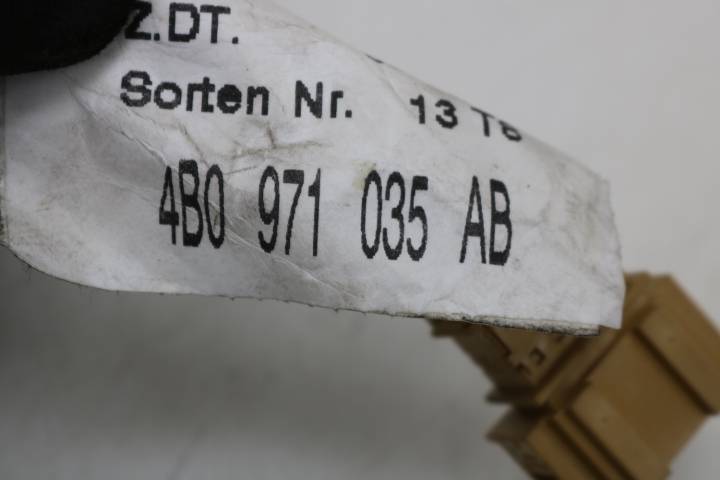 Z.DT.
Sorten Nr. 13 T6
4B0 971 035 AB